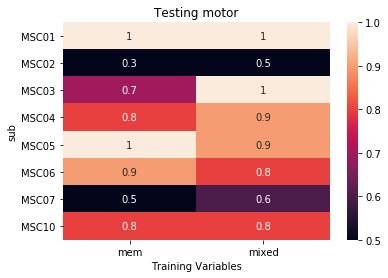 Testing motor
MSC01 1 1
MSC02 0.3 0.5
MSC03 0.7 1
MSC04 0.8 0.9
MSC05 1 0.9
MSC06 0.9 0.8
MSC07 0.5 0.6
MSC10 0.8 0.8
sub
mem mixed
Training Variables
1.0
0.9
0.8
0.7
0.6
0.5